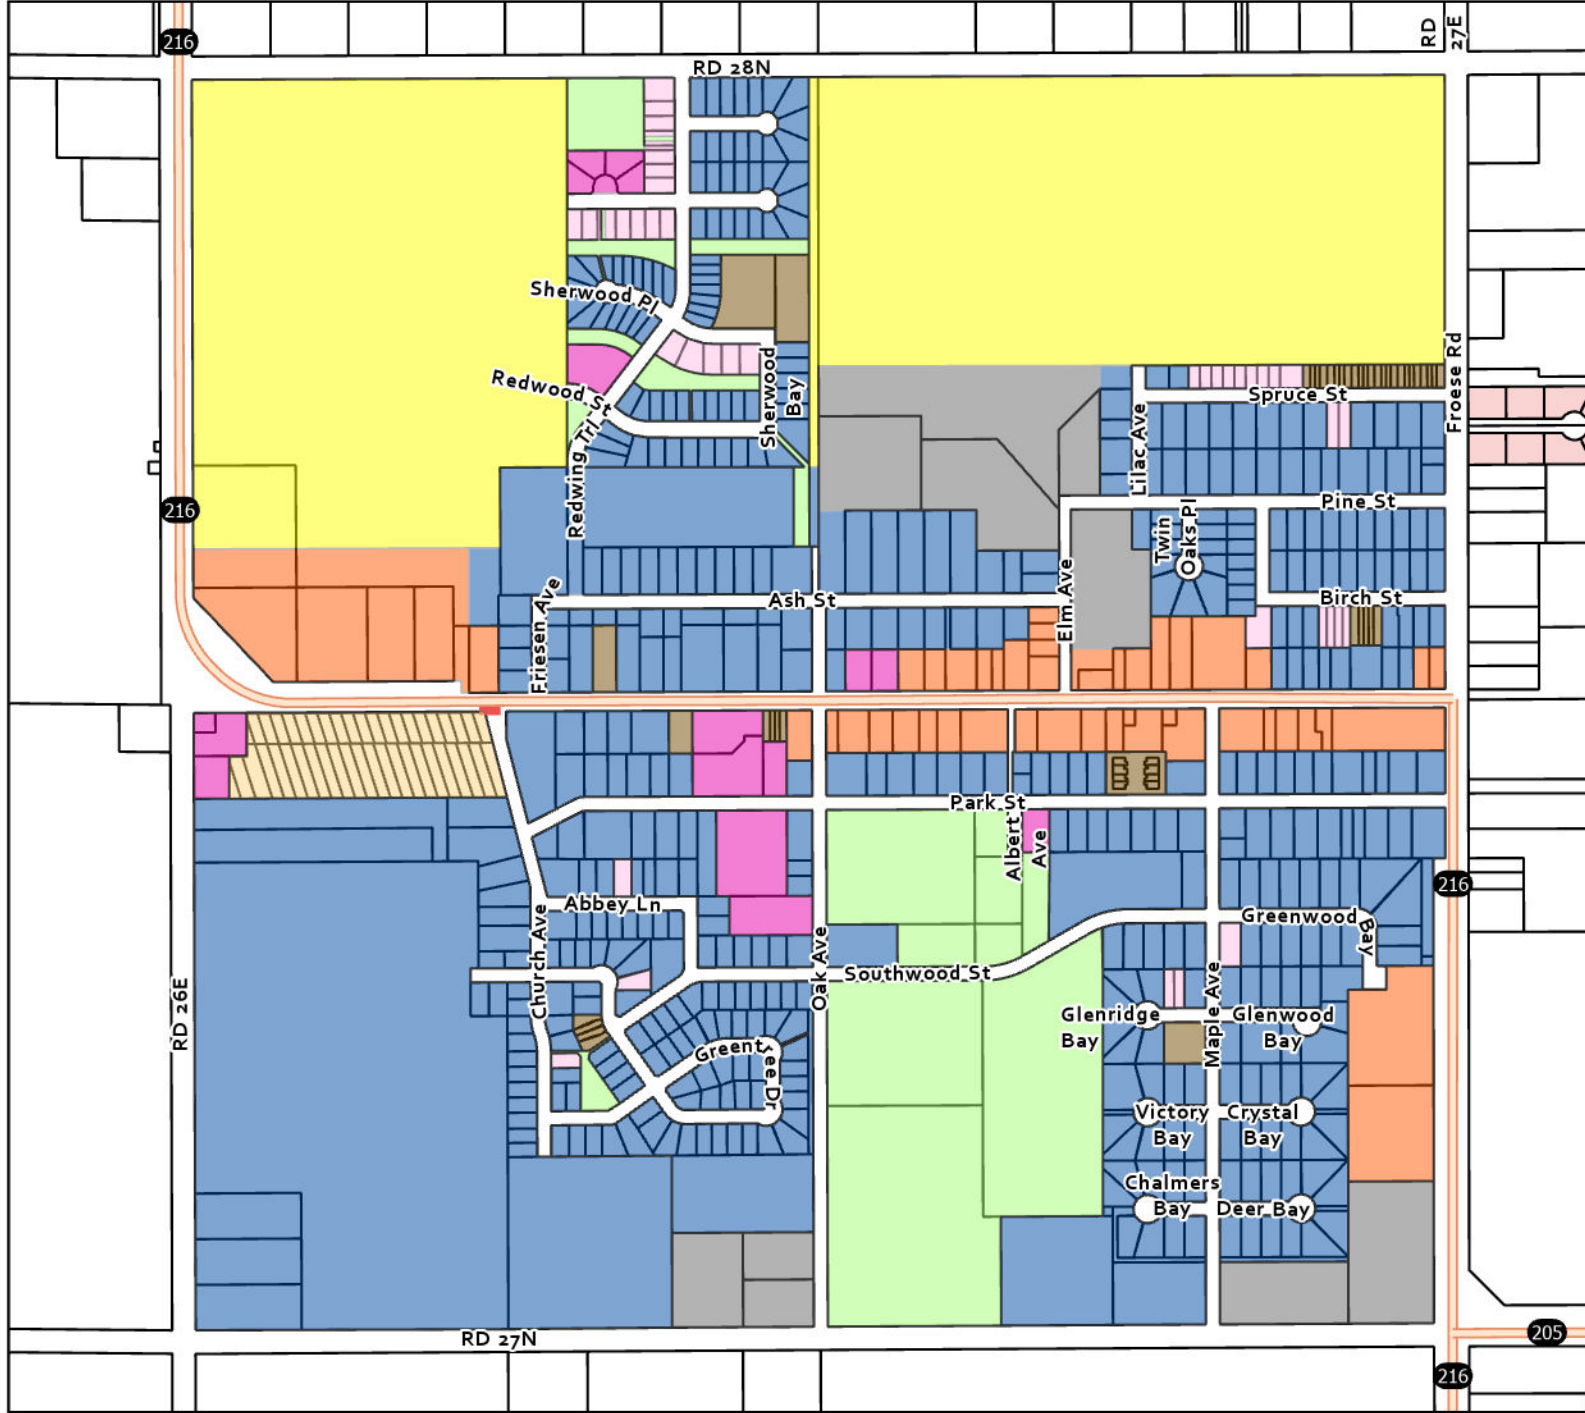 216
RD
27E
RD 28N
Sherwood Pl
Redwood St
Sherwood
Bay
Redwing Trl
Froese Rd
Spruce St
Lilac Ave
216
Pine St
Twin
Oaks Pl
Friesen Ave
Ash St
Elm Ave
Birch St
Park St
Albert
Ave
216
Abbey Ln
Church Ave
Greenwood
Bay
Oak Ave
Southwood St
RD 26E
Glenridge
Bay
Maple Ave
Glenwood
Bay
Greentree Dr
Victory
Bay
Crystal
Bay
Chalmers
Bay
Deer Bay
RD 27N
205
216